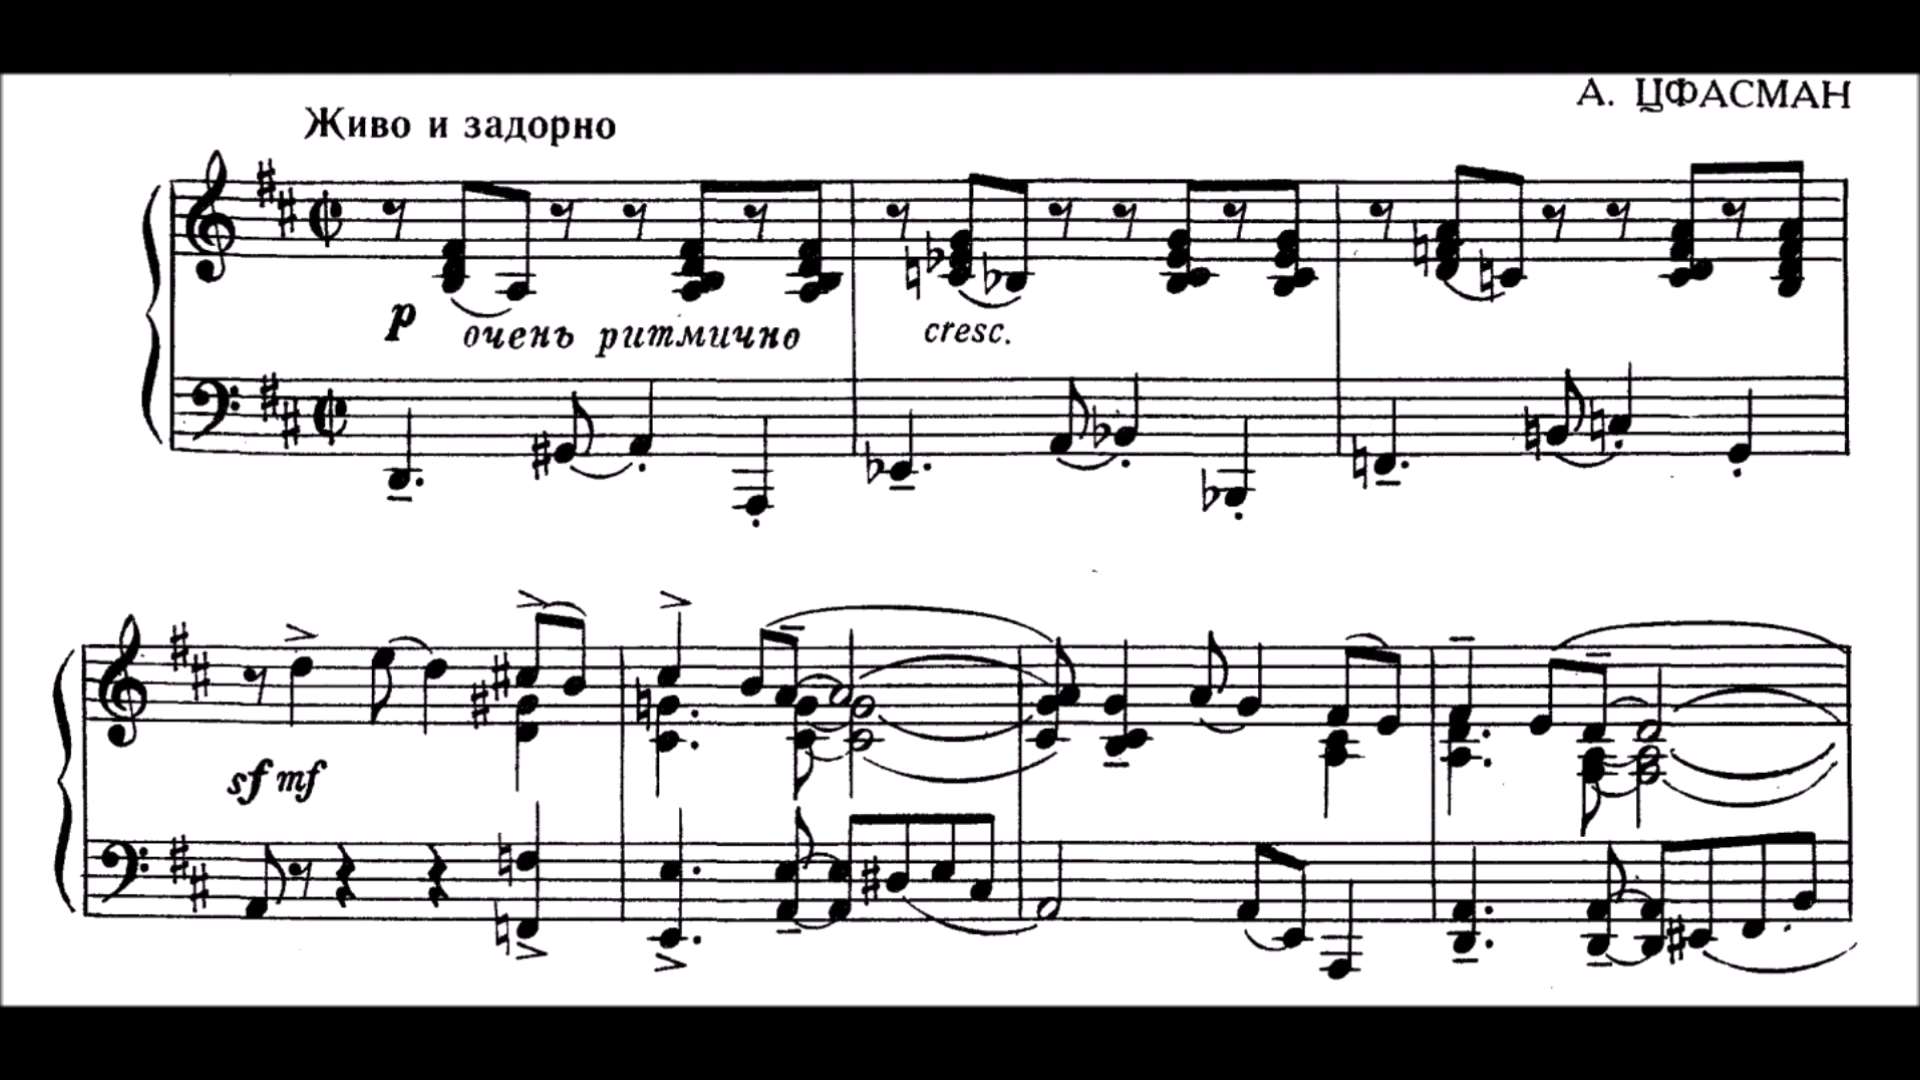 А. ЦФАСМАН
Живо и задорно
p
очень ритмично
cresc.
sf mf